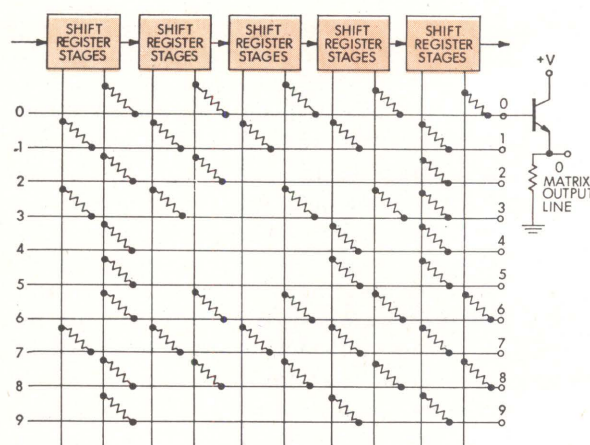 SHIFT
REGISTER
STAGES
SHIFT
REGISTER
STAGES
SHIFT
REGISTER
STAGES
SHIFT
REGISTER
STAGES
SHIFT
REGISTER
STAGES
+V
0
1
2
3
4
5
6
7
8
9
0
1
2
3
4
5
6
7
8
9
0
MATRIX
OUTPUT
LINE